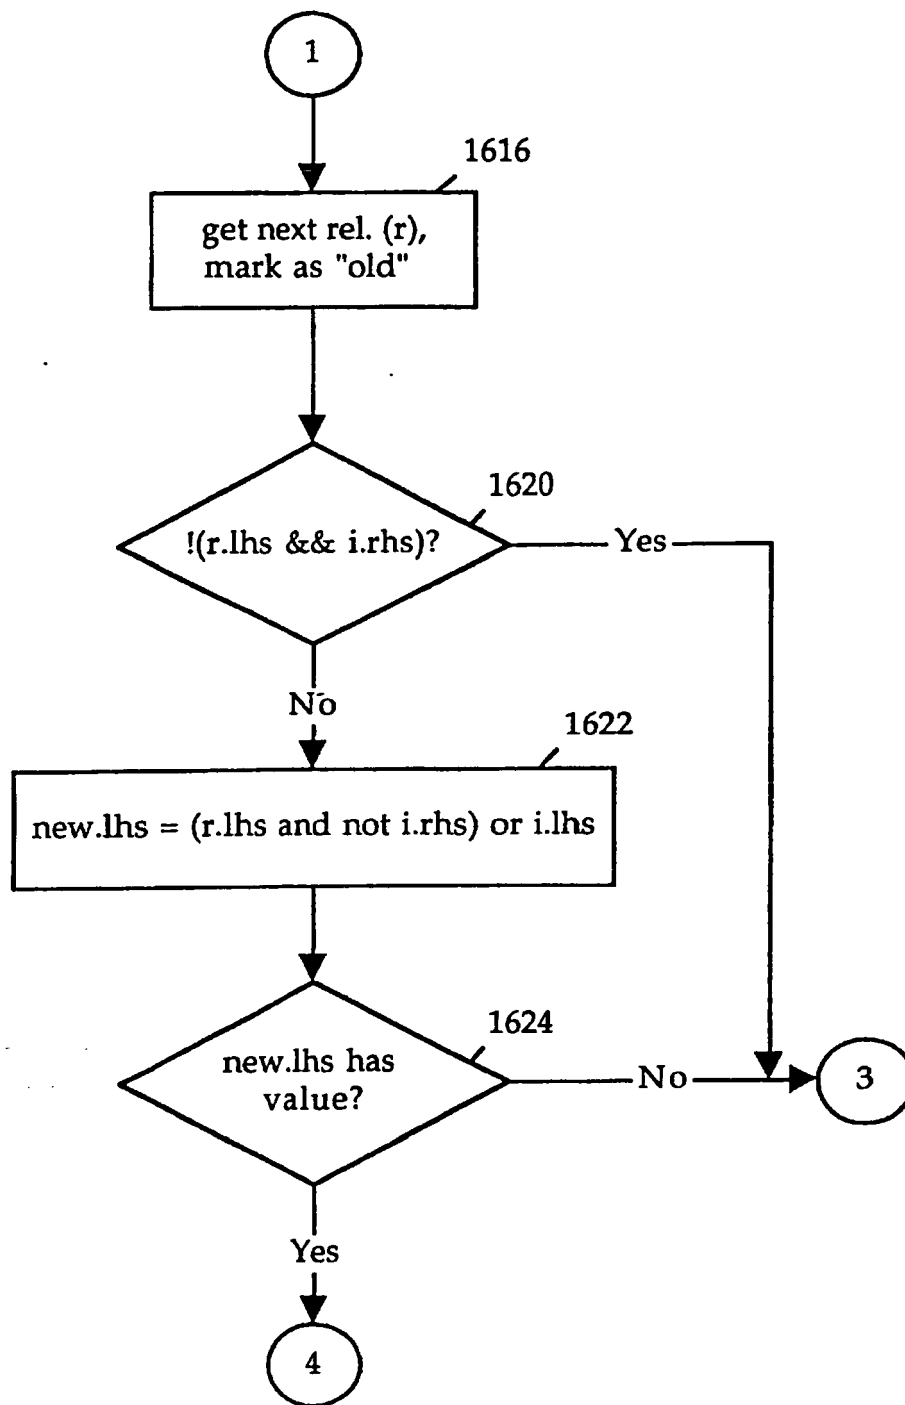 1
1616
get next rel. (r),
mark as "old"
1620
!(r.lhs && i.rhs)?
Yes
No
1622
new.lhs = (r.lhs and not i.rhs) or i.lhs
1624
new.lhs has
value?
No
3
Yes
4